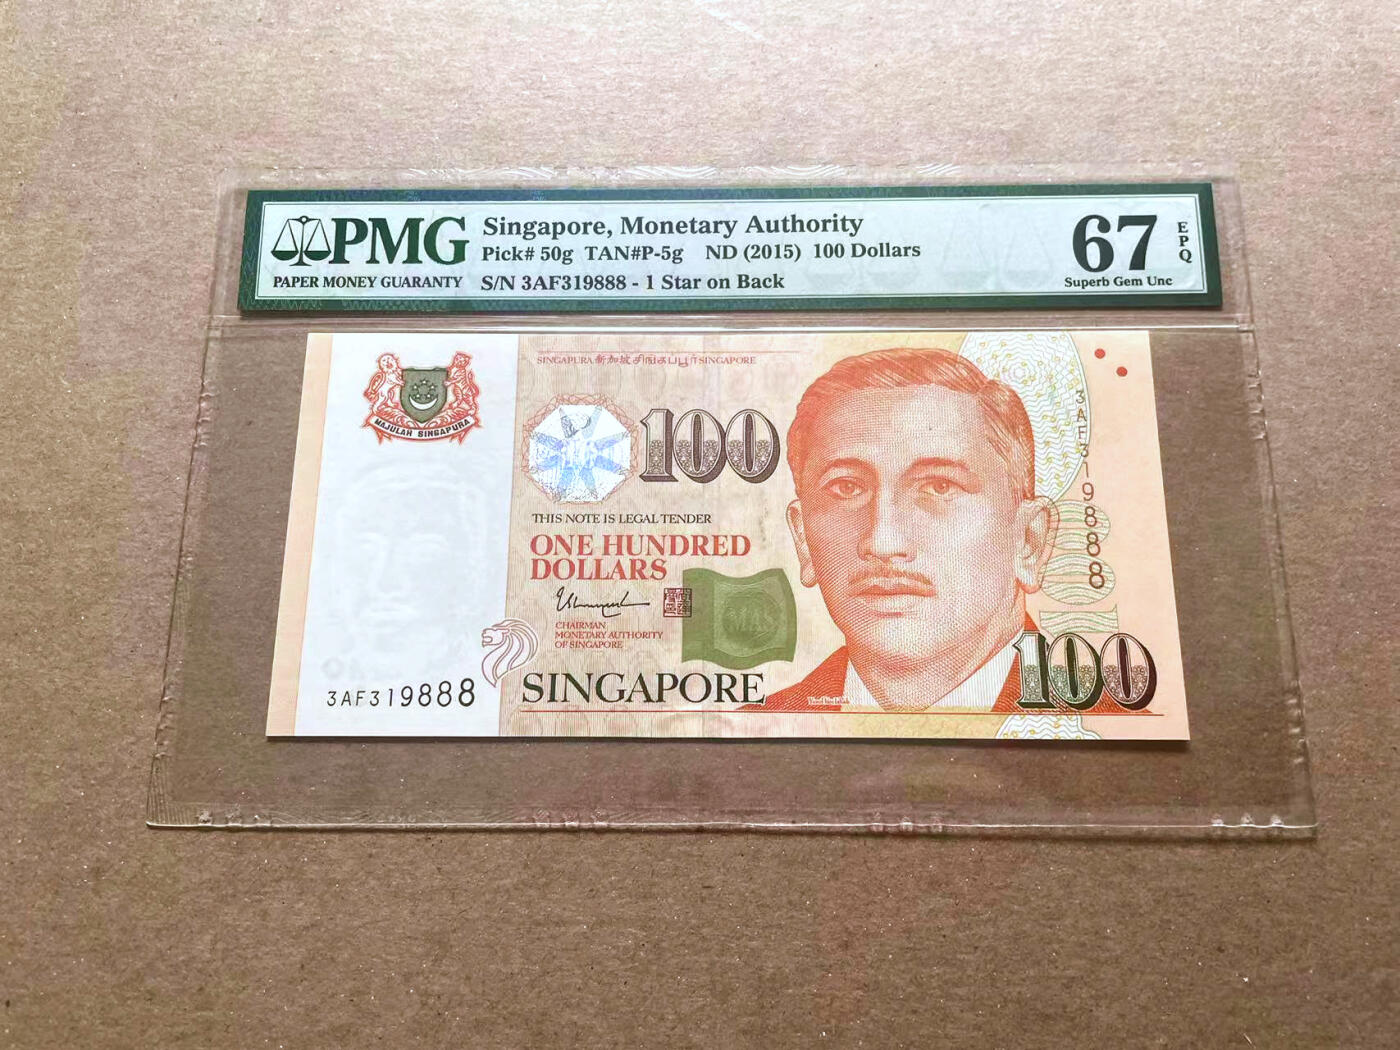 PMG
PAPER MONEY GUARANTY
Singapore, Monetary Authority
Pick# 50g TAN#P-5g ND (2015) 100 Dollars
S/N 3AF319888 - 1 Star on Back
67
EPQ
Superb Gem Unc
MAJULAH SINGAPURA
SINGAPURA 新加坡 சிங்கப்பூர் SINGAPORE
100
3AF319888
THIS NOTE IS LEGAL TENDER
ONE HUNDRED
DOLLARS
CHAIRMAN
MONETARY AUTHORITY
OF SINGAPORE
MAS
3AF319888
SINGAPORE
100